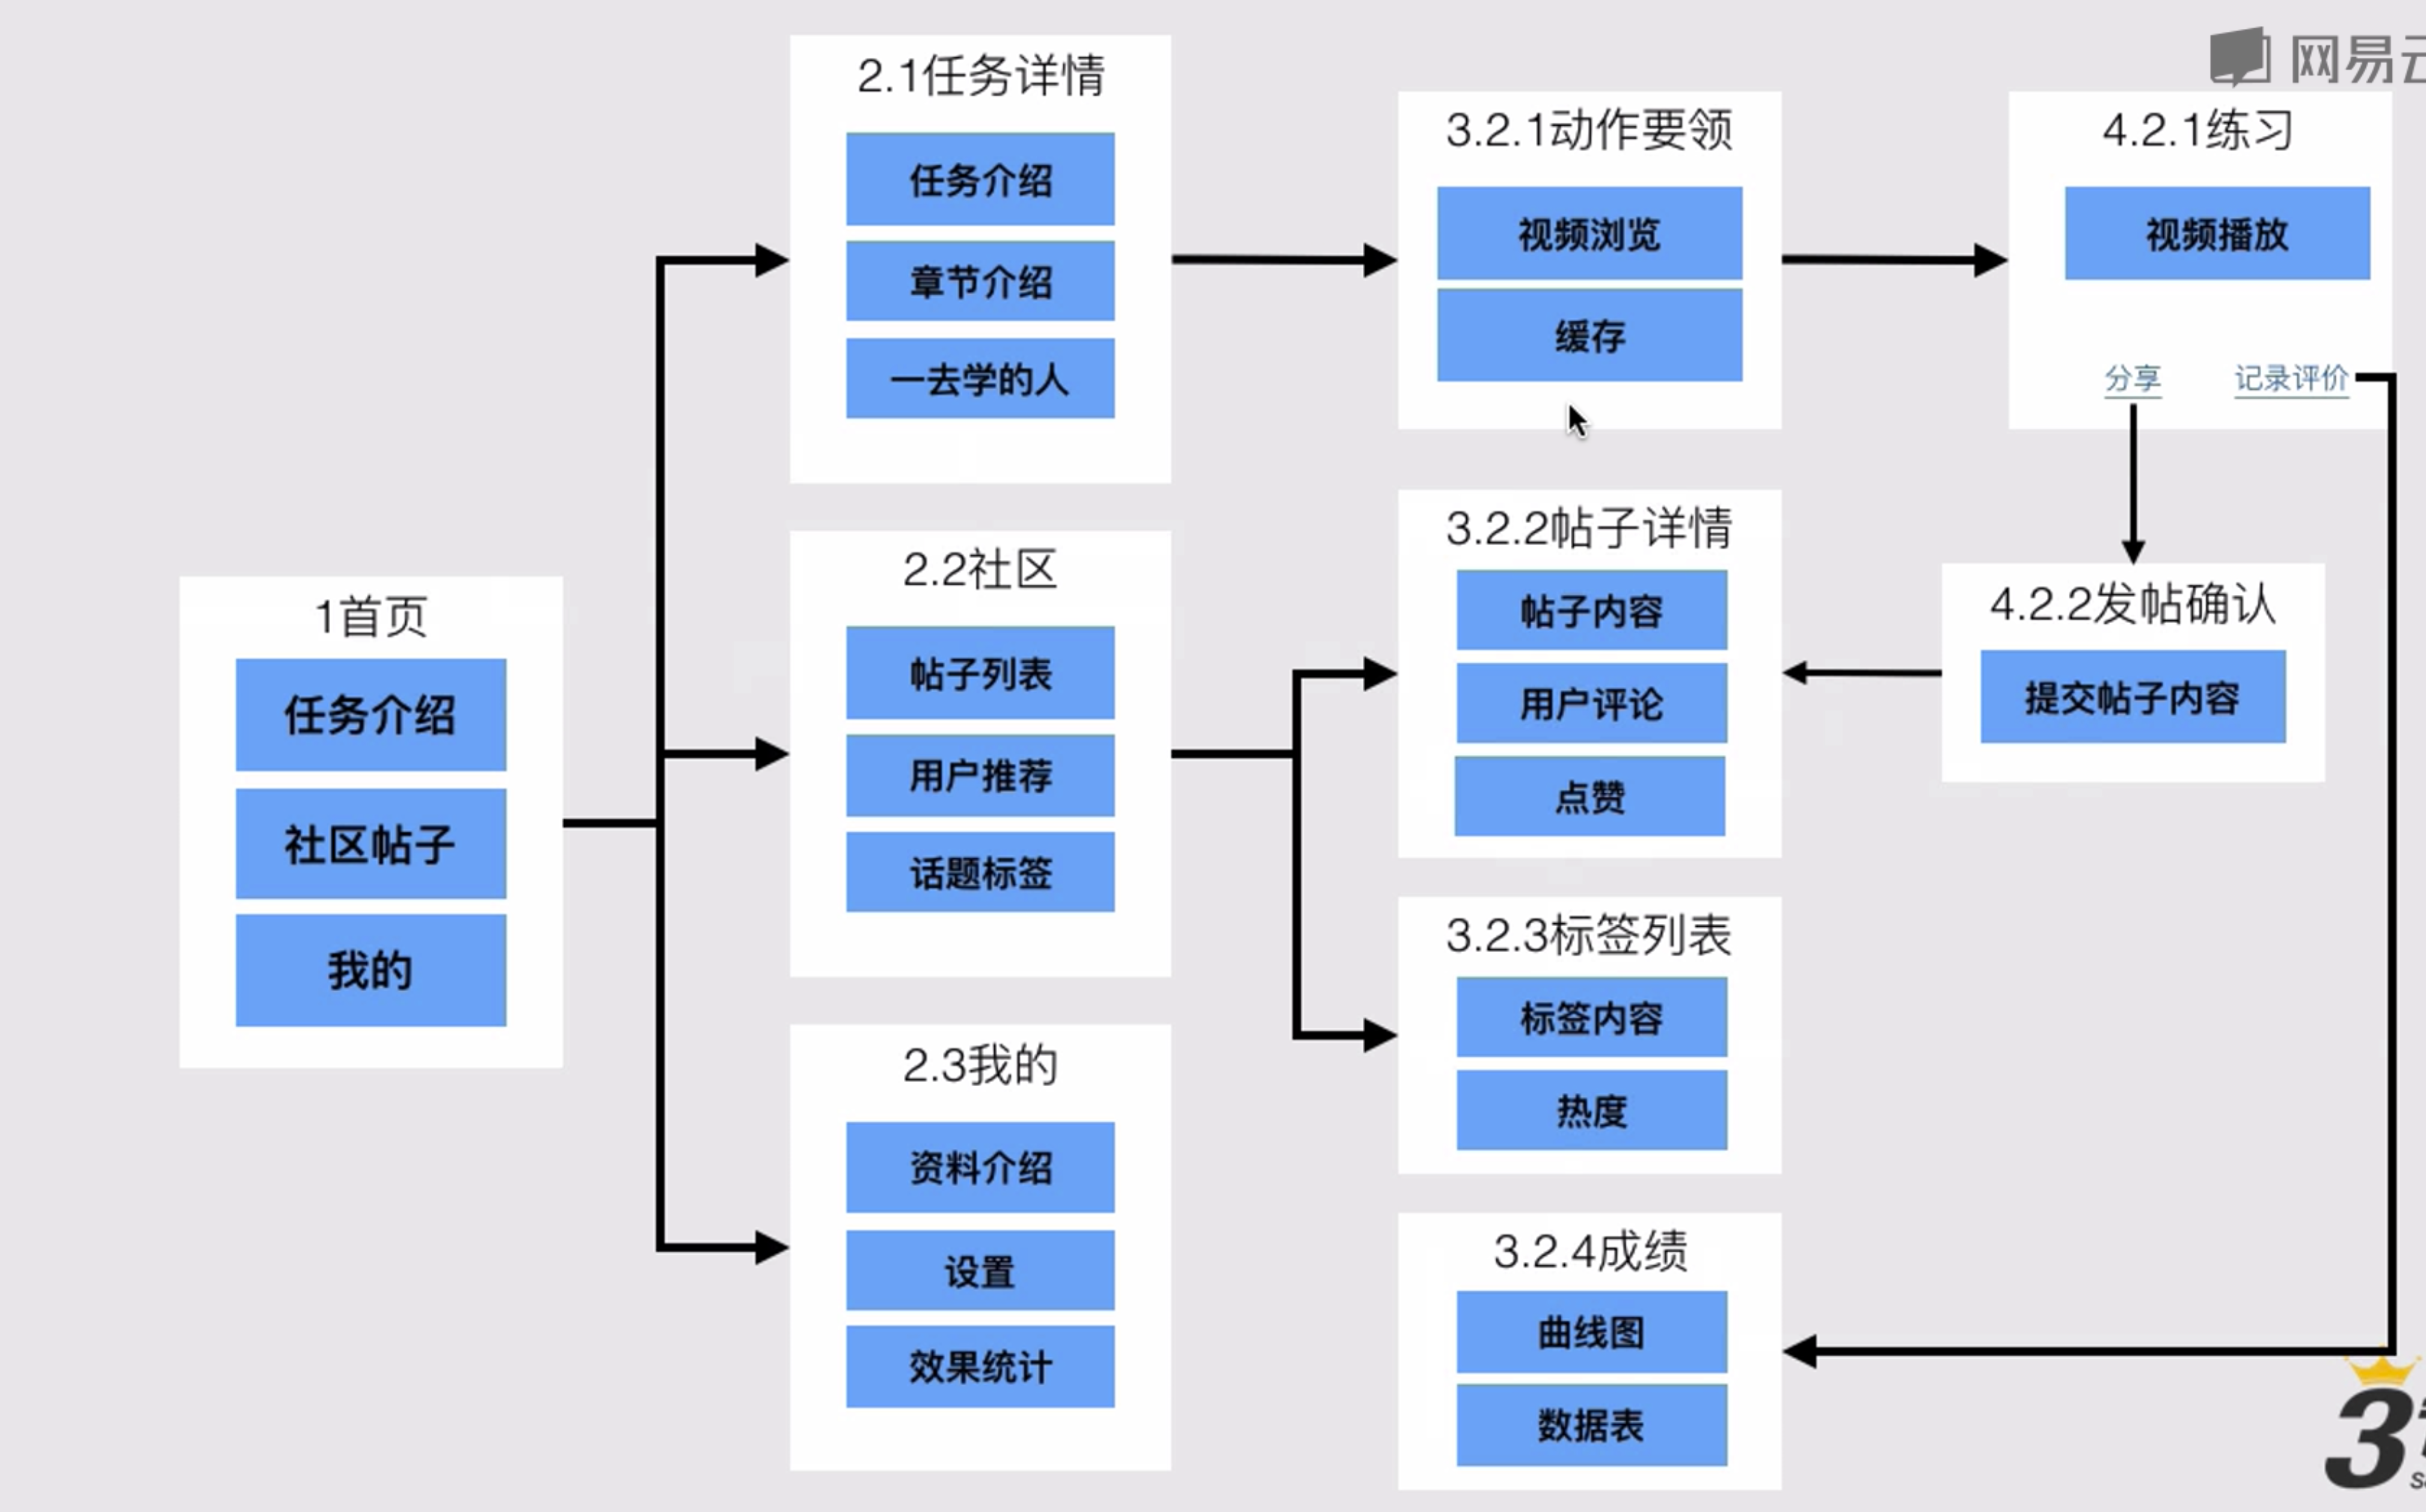 网易云
1首页
任务介绍
社区帖子
我的
2.1任务详情
任务介绍
章节介绍
一去学的人
2.2社区
帖子列表
用户推荐
话题标签
2.3我的
资料介绍
设置
效果统计
3.2.1动作要领
视频浏览
缓存
3.2.2帖子详情
帖子内容
用户评论
点赞
3.2.3标签列表
标签内容
热度
3.2.4成绩
曲线图
数据表
4.2.1练习
视频播放
分享 记录评价
4.2.2发帖确认
提交帖子内容
3